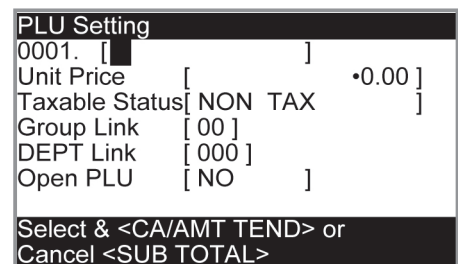 PLU Setting
0001. [ ]
Unit Price [ •0.00 ]
Taxable Status[ NON TAX ]
Group Link [ 00 ]
DEPT Link [ 000 ]
Open PLU [ NO ]
Select & <CA/AMT TEND> or
Cancel <SUB TOTAL>